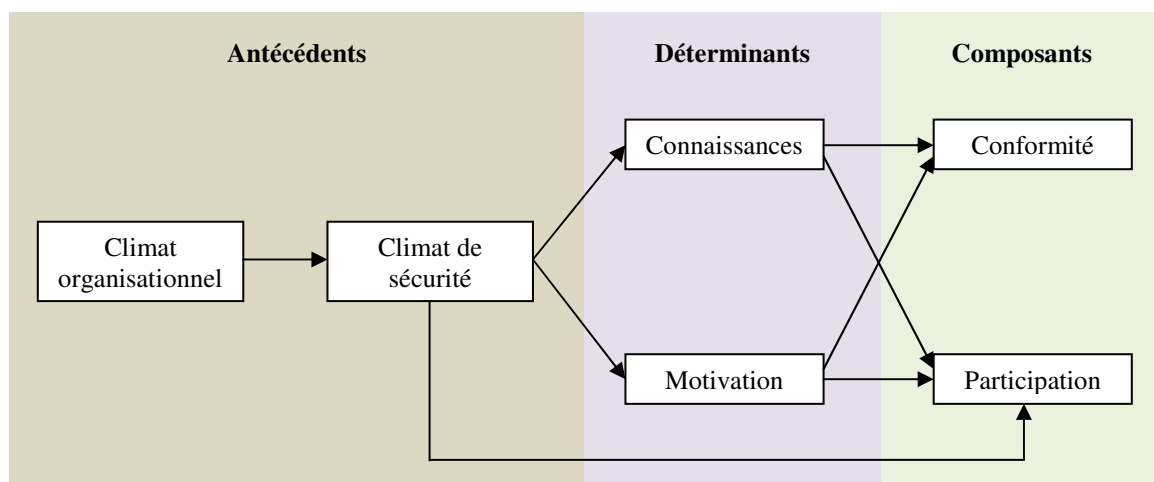 Antécédents
Déterminants
Composants
Connaissances
Conformité
Climat
organisationnel
Climat de
sécurité
Motivation
Participation